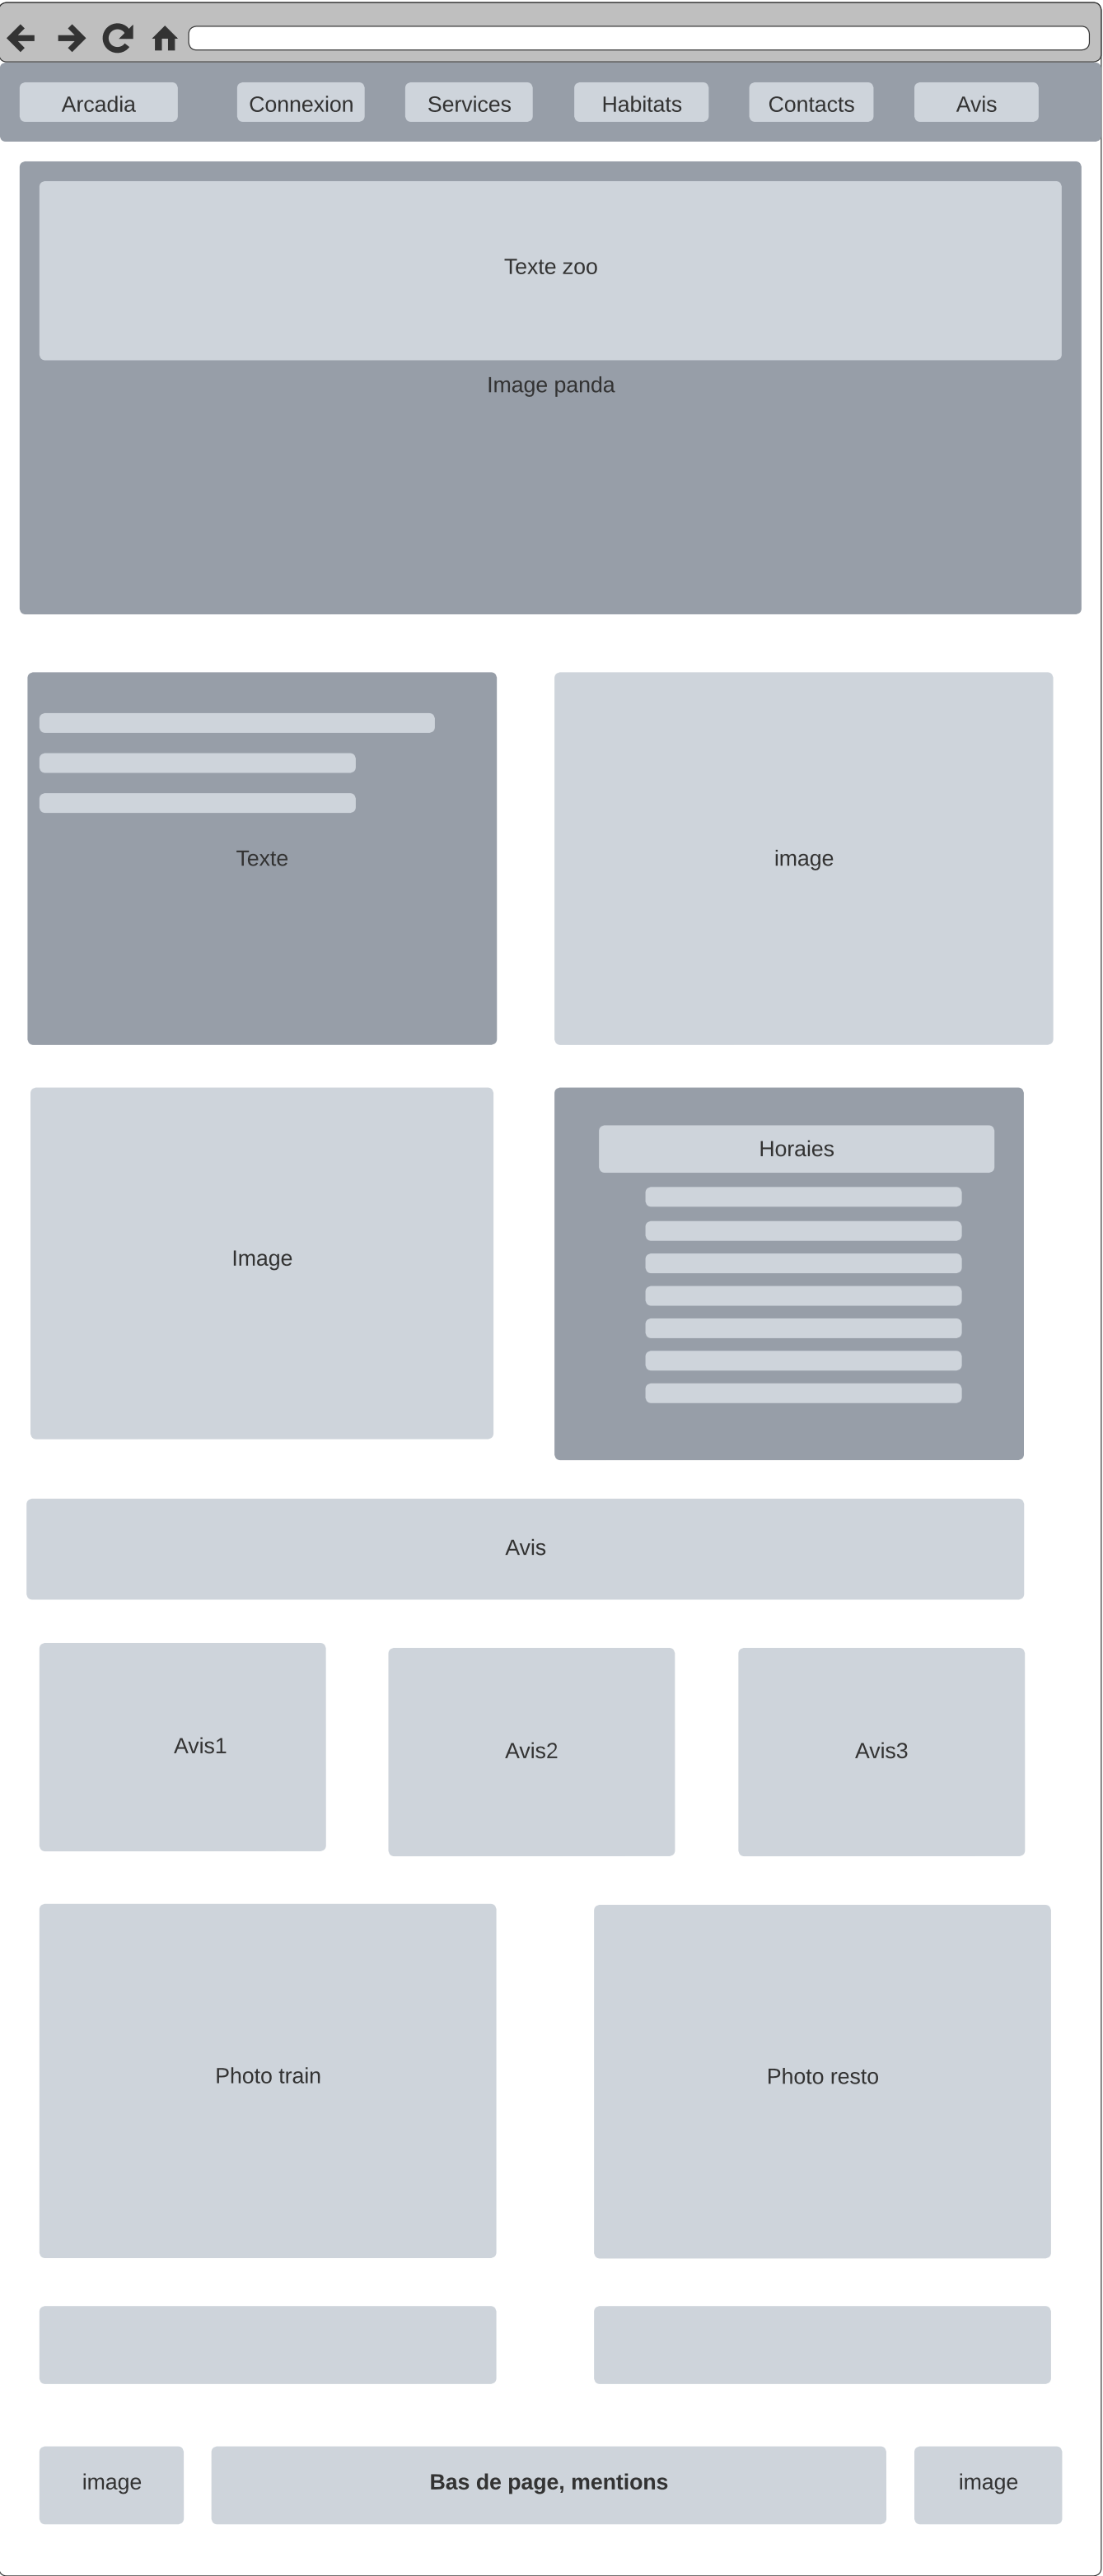 Arcadia
Connexion
Services
Habitats
Contacts
Avis
Texte zoo
Image panda
Texte
image
Image
Horaies
Avis
Avis1
Avis2
Avis3
Photo train
Photo resto
image
Bas de page, mentions
image